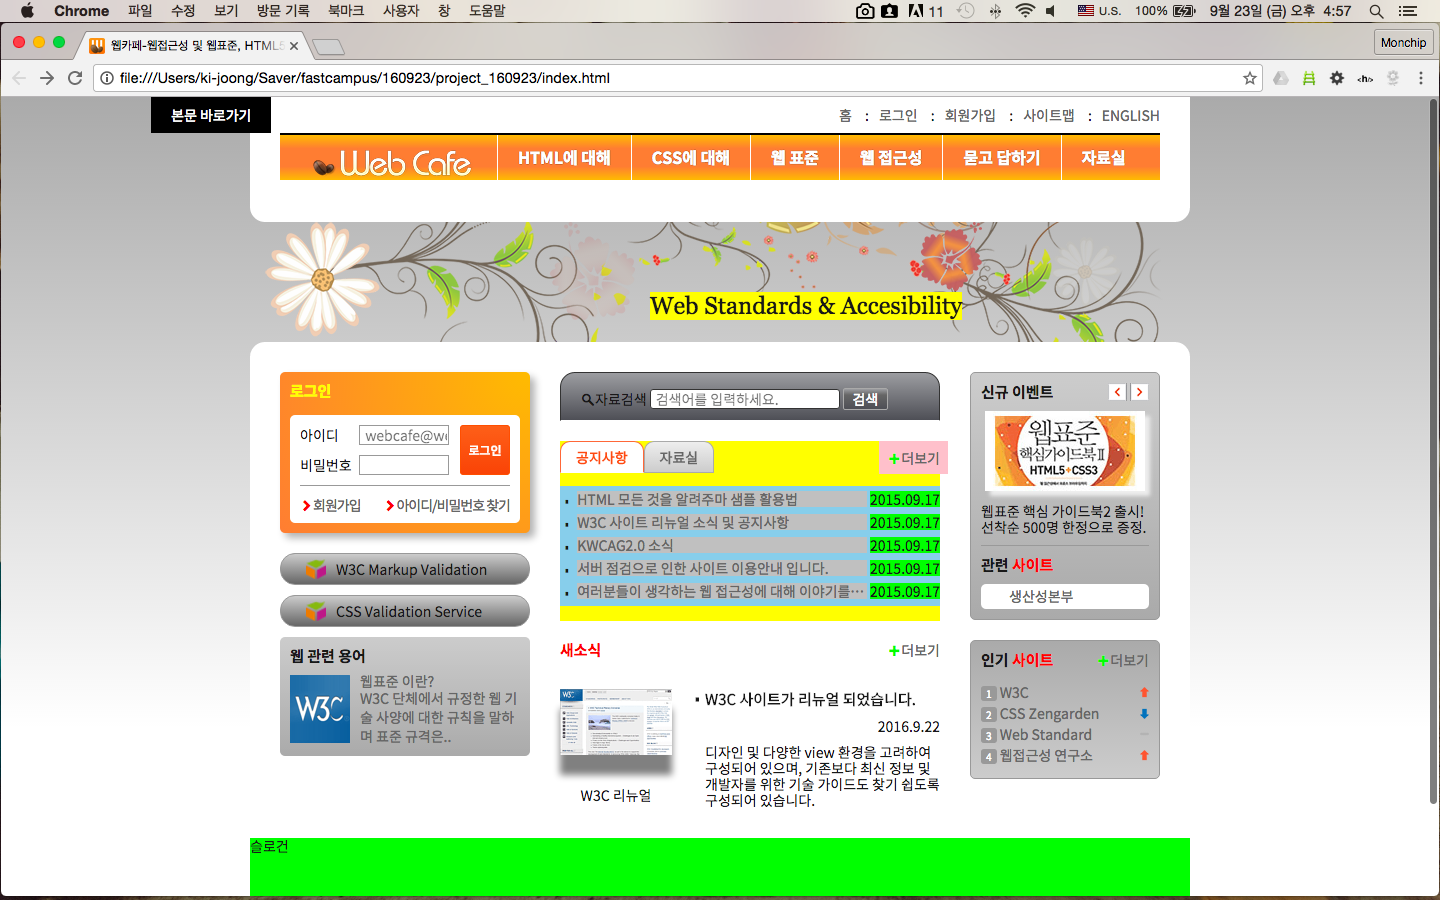 Chrome 파일 수정 보기 방문 기록 북마크 사용자 창 도움말 11 U.S. 100% 9월 23일 (금) 오후 4:57
웹카페-웹접근성 및 웹표준, HTML5
Monchip
file:///Users/ki-joong/Saver/fastcampus/160923/project_160923/index.html
본문 바로가기
홈 : 로그인 : 회원가입 : 사이트맵 : ENGLISH
Web Cafe HTML에 대해 CSS에 대해 웹 표준 웹 접근성 묻고 답하기 자료실
Web Standards & Accesibility
로그인
아이디 webcafe@we
비밀번호
로그인
회원가입 아이디/비밀번호 찾기
W3C Markup Validation
CSS Validation Service
웹 관련 용어
W3C
웹표준 이란?
W3C 단체에서 규정한 웹 기
술 사양에 대한 규칙을 말하
며 표준 규격은..
자료검색 검색어를 입력하세요. 검색
공지사항 자료실 +더보기
HTML 모든 것을 알려주마 샘플 활용법 2015.09.17
W3C 사이트 리뉴얼 소식 및 공지사항 2015.09.17
KWCAG2.0 소식 2015.09.17
서버 점검으로 인한 사이트 이용안내 입니다. 2015.09.17
여러분들이 생각하는 웹 접근성에 대해 이야기를… 2015.09.17
새소식 +더보기
W3C 리뉴얼
W3C 사이트가 리뉴얼 되었습니다.
2016.9.22
디자인 및 다양한 view 환경을 고려하여
구성되어 있으며, 기존보다 최신 정보 및
개발자를 위한 기술 가이드도 찾기 쉽도록
구성되어 있습니다.
신규 이벤트
웹표준
핵심가이드북 II
HTML5+CSS3
웹표준 핵심 가이드북2 출시!
선착순 500명 한정으로 증정.
관련 사이트
생산성본부
인기 사이트 +더보기
1 W3C
2 CSS Zengarden
3 Web Standard
4 웹접근성 연구소
슬로건